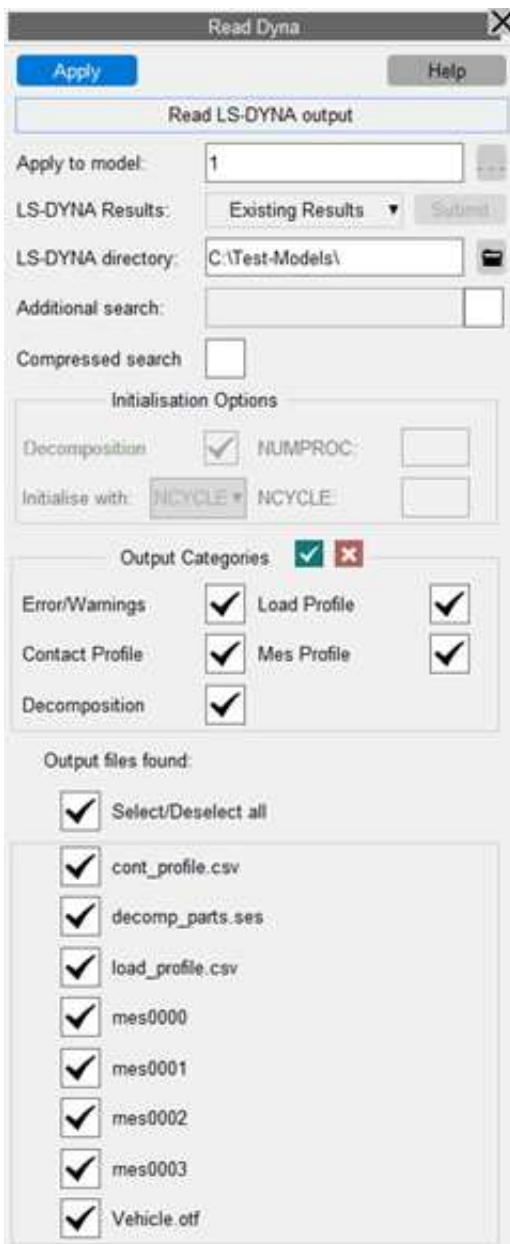 Read Dyna
Apply Help
Read LS-DYNA output
Apply to model: 1 ...
LS-DYNA Results: Existing Results Submit
LS-DYNA directory: C:\Test-Models\
Additional search:
Compressed search
Initialisation Options
Decomposition NUMPROC:
Initialise with: NCYCLE NCYCLE:
Output Categories
Error/Warnings Load Profile
Contact Profile Mes Profile
Decomposition
Output files found:
Select/Deselect all
cont_profile.csv
decomp_parts.ses
load_profile.csv
mes0000
mes0001
mes0002
mes0003
Vehicle.otf